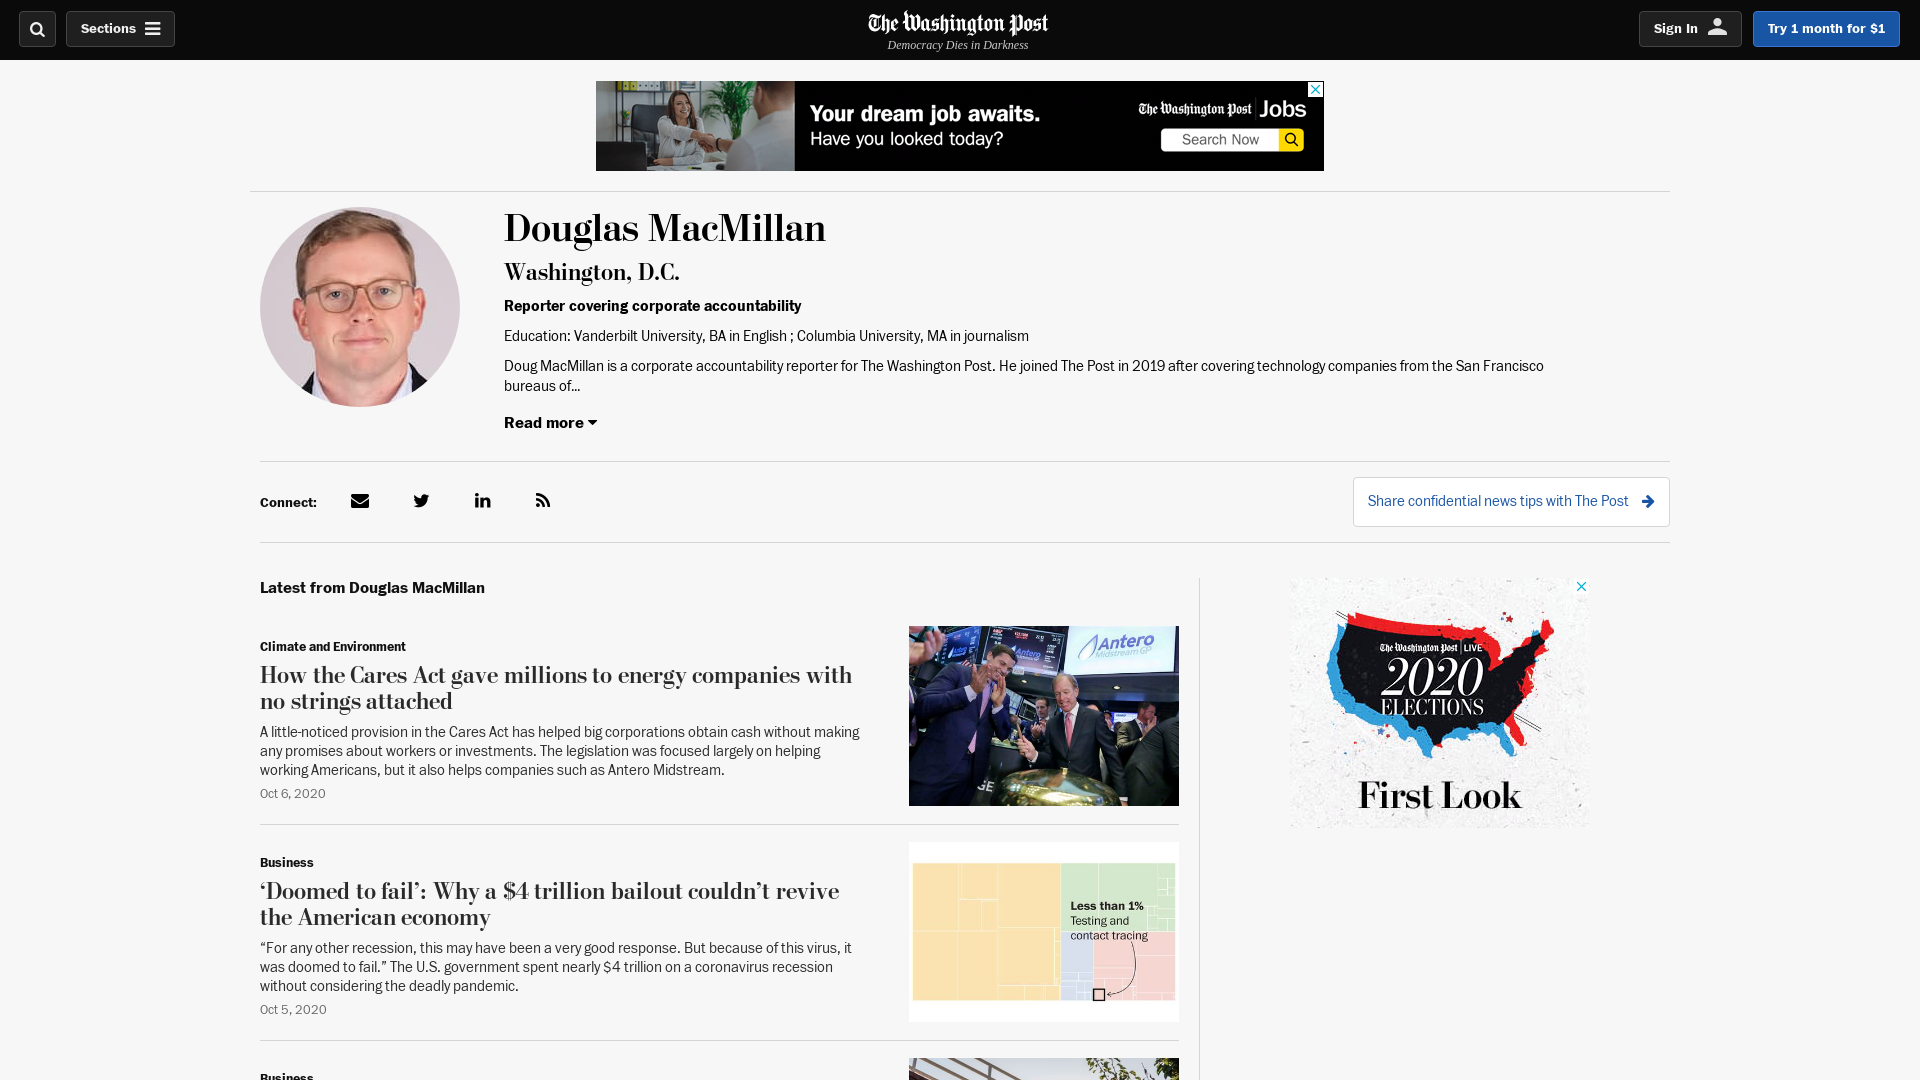 Sections
The Washington Post
Democracy Dies in Darkness
Sign In
Try 1 month for $1
Your dream job awaits.
Have you looked today?
The Washington Post Jobs
Search Now
Douglas MacMillan
Washington, D.C.
Reporter covering corporate accountability
Education: Vanderbilt University, BA in English ; Columbia University, MA in journalism
Doug MacMillan is a corporate accountability reporter for The Washington Post. He joined The Post in 2019 after covering technology companies from the San Francisco
bureaus of...
Read more
Connect:
Share confidential news tips with The Post
Latest from Douglas MacMillan
Climate and Environment
How the Cares Act gave millions to energy companies with
no strings attached
A little-noticed provision in the Cares Act has helped big corporations obtain cash without making
any promises about workers or investments. The legislation was focused largely on helping
working Americans, but it also helps companies such as Antero Midstream.
Oct 6, 2020
Antero
Midstream GP
The Washington Post LIVE
2020
ELECTIONS
First Look
Business
‘Doomed to fail’: Why a $4 trillion bailout couldn’t revive
the American economy
“For any other recession, this may have been a very good response. But because of this virus, it
was doomed to fail.” The U.S. government spent nearly $4 trillion on a coronavirus recession
without considering the deadly pandemic.
Oct 5, 2020
Less than 1%
Testing and
contact tracing
Business